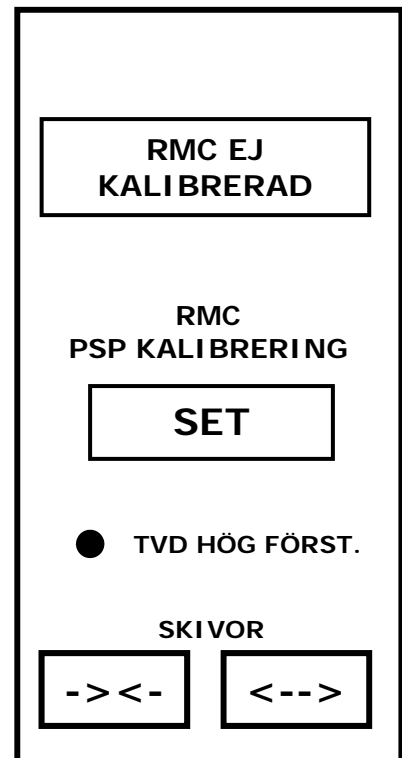 RMC EJ
KALIBRERAD
RMC
PSP KALIBRERING
SET
TVD HÖG FÖRST.
SKIVOR
-><- <-->